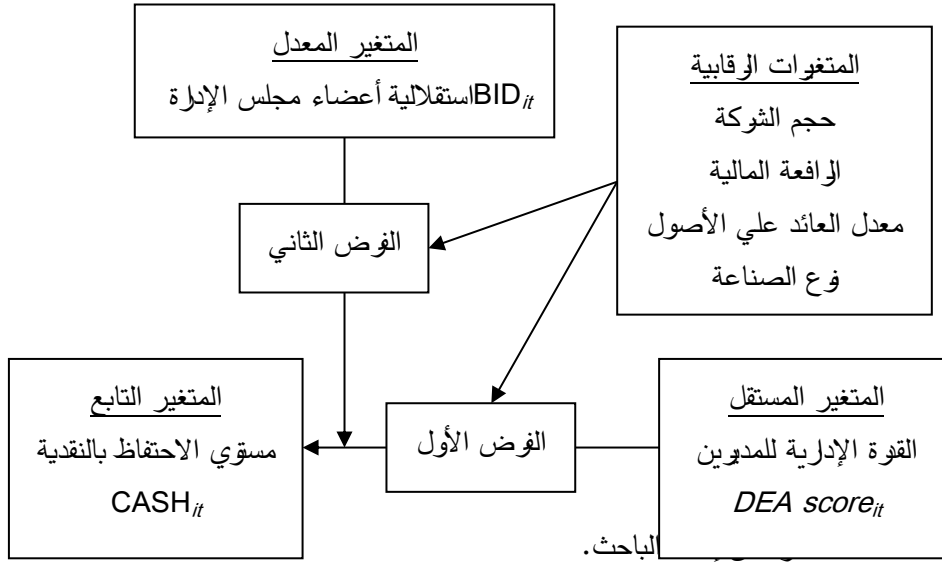 المتغير المعدل
BIDitاستقلالية أعضاء مجلس الإدارة
المتغيرات الرقابية
حجم الشركة
الرافعة المالية
معدل العائد علي الأصول
نوع الصناعة
الفرض الثاني
المتغير المستقل
القدرة الإدارية للمديرين
DEA scoreit
الفرض الأول
المتغير التابع
مستوي الاحتفاظ بالنقدية
CASHit
الباحث.